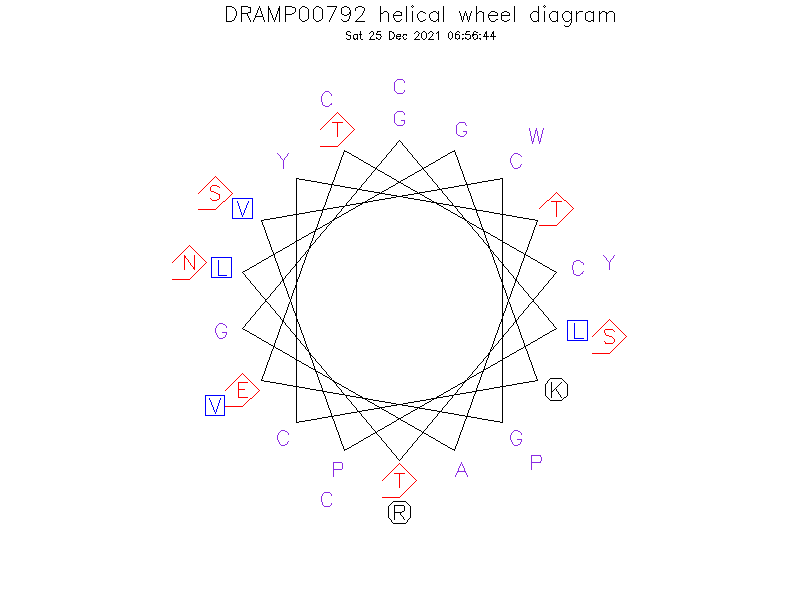 DRAMP00792 helical wheel diagram
Sat 25 Dec 2021 06:56:44
C
C
T
G
G
W
Y
C
S
V
T
N
L
C
Y
G
L
S
V
E
K
C
G
P
T
A
P
C
R